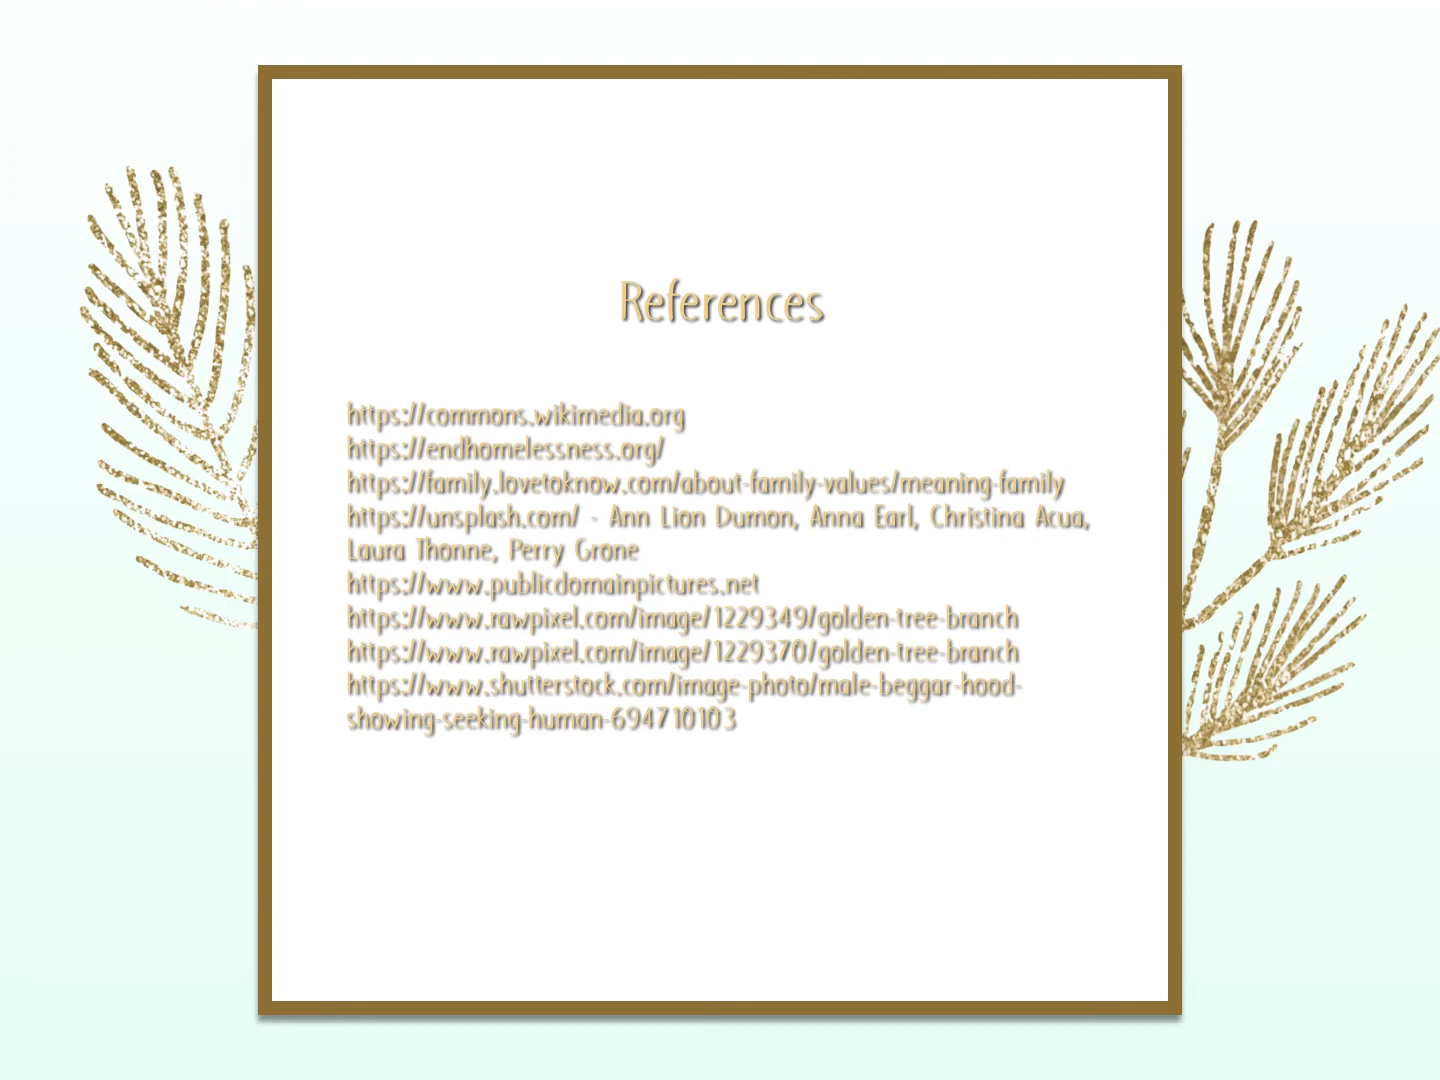 References
https://commons.wikimedia.org
https://endhomelessness.org/
https://family.lovetoknow.com/about-family-values/meaning-family
https://unsplash.com/ - Ann Lion Dumon, Anna Earl, Christina Acua,
Laura Thonne, Perry Grone
https://www.publicdomainpictures.net
https://www.rawpixel.com/image/1229349/golden-tree-branch
https://www.rawpixel.com/image/1229370/golden-tree-branch
https://www.shutterstock.com/image-photo/male-beggar-hood-
showing-seeking-human-694710103